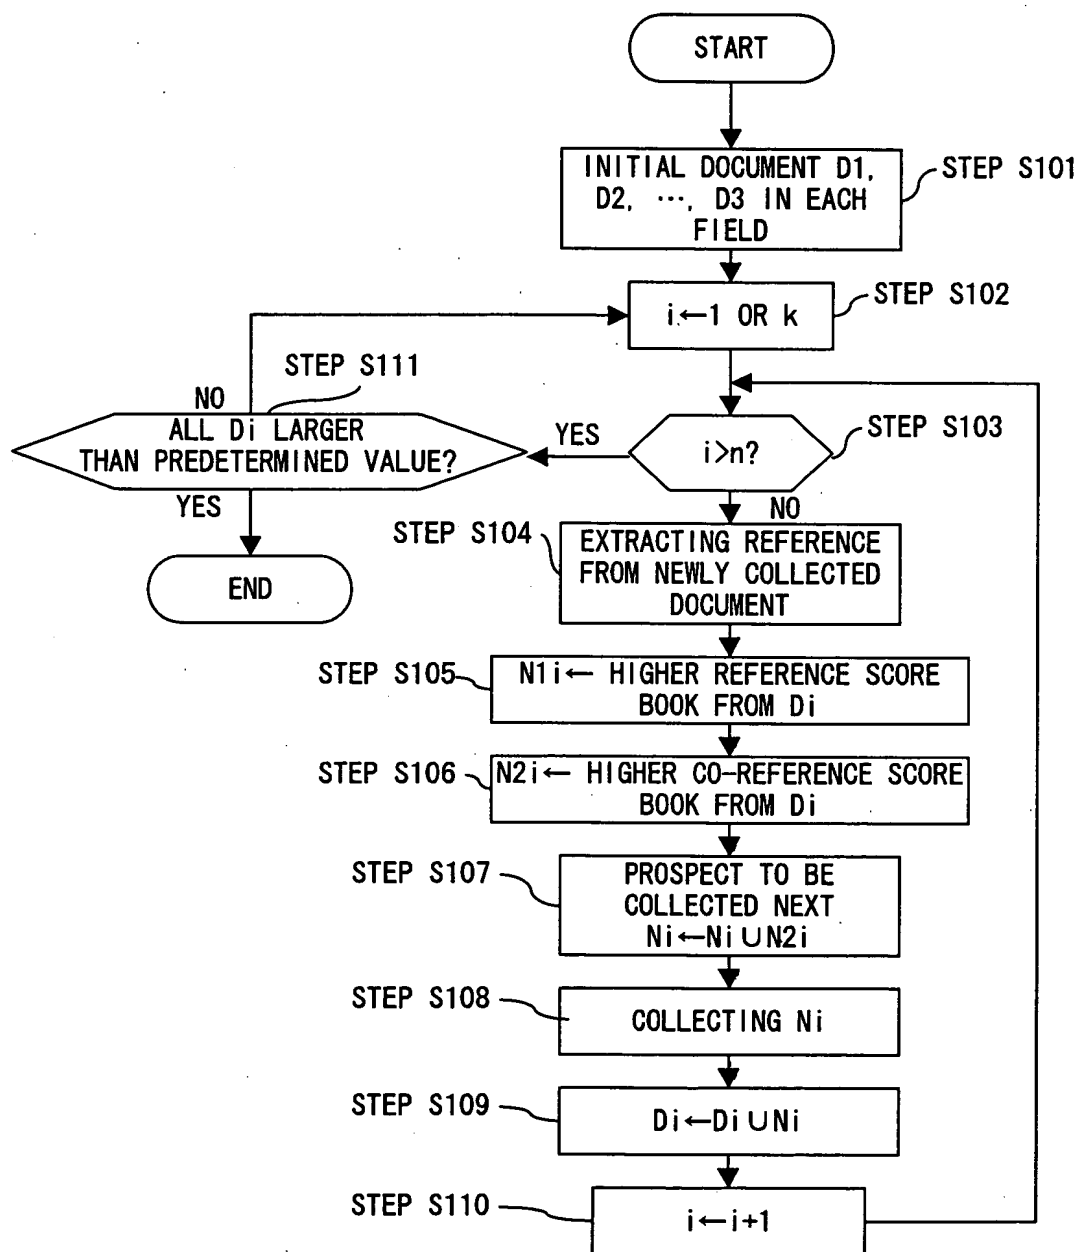 START
INITIAL DOCUMENT D1,
D2, ···, D3 IN EACH
FIELD
STEP S101
i←1 OR k
STEP S102
STEP S111
NO
ALL Di LARGER
THAN PREDETERMINED VALUE?
YES
i>n?
STEP S103
YES
END
NO
STEP S104
EXTRACTING REFERENCE
FROM NEWLY COLLECTED
DOCUMENT
STEP S105
N1i← HIGHER REFERENCE SCORE
BOOK FROM Di
STEP S106
N2i← HIGHER CO-REFERENCE SCORE
BOOK FROM Di
STEP S107
PROSPECT TO BE
COLLECTED NEXT
Ni←Ni∪N2i
STEP S108
COLLECTING Ni
STEP S109
Di←Di∪Ni
STEP S110
i←i+1